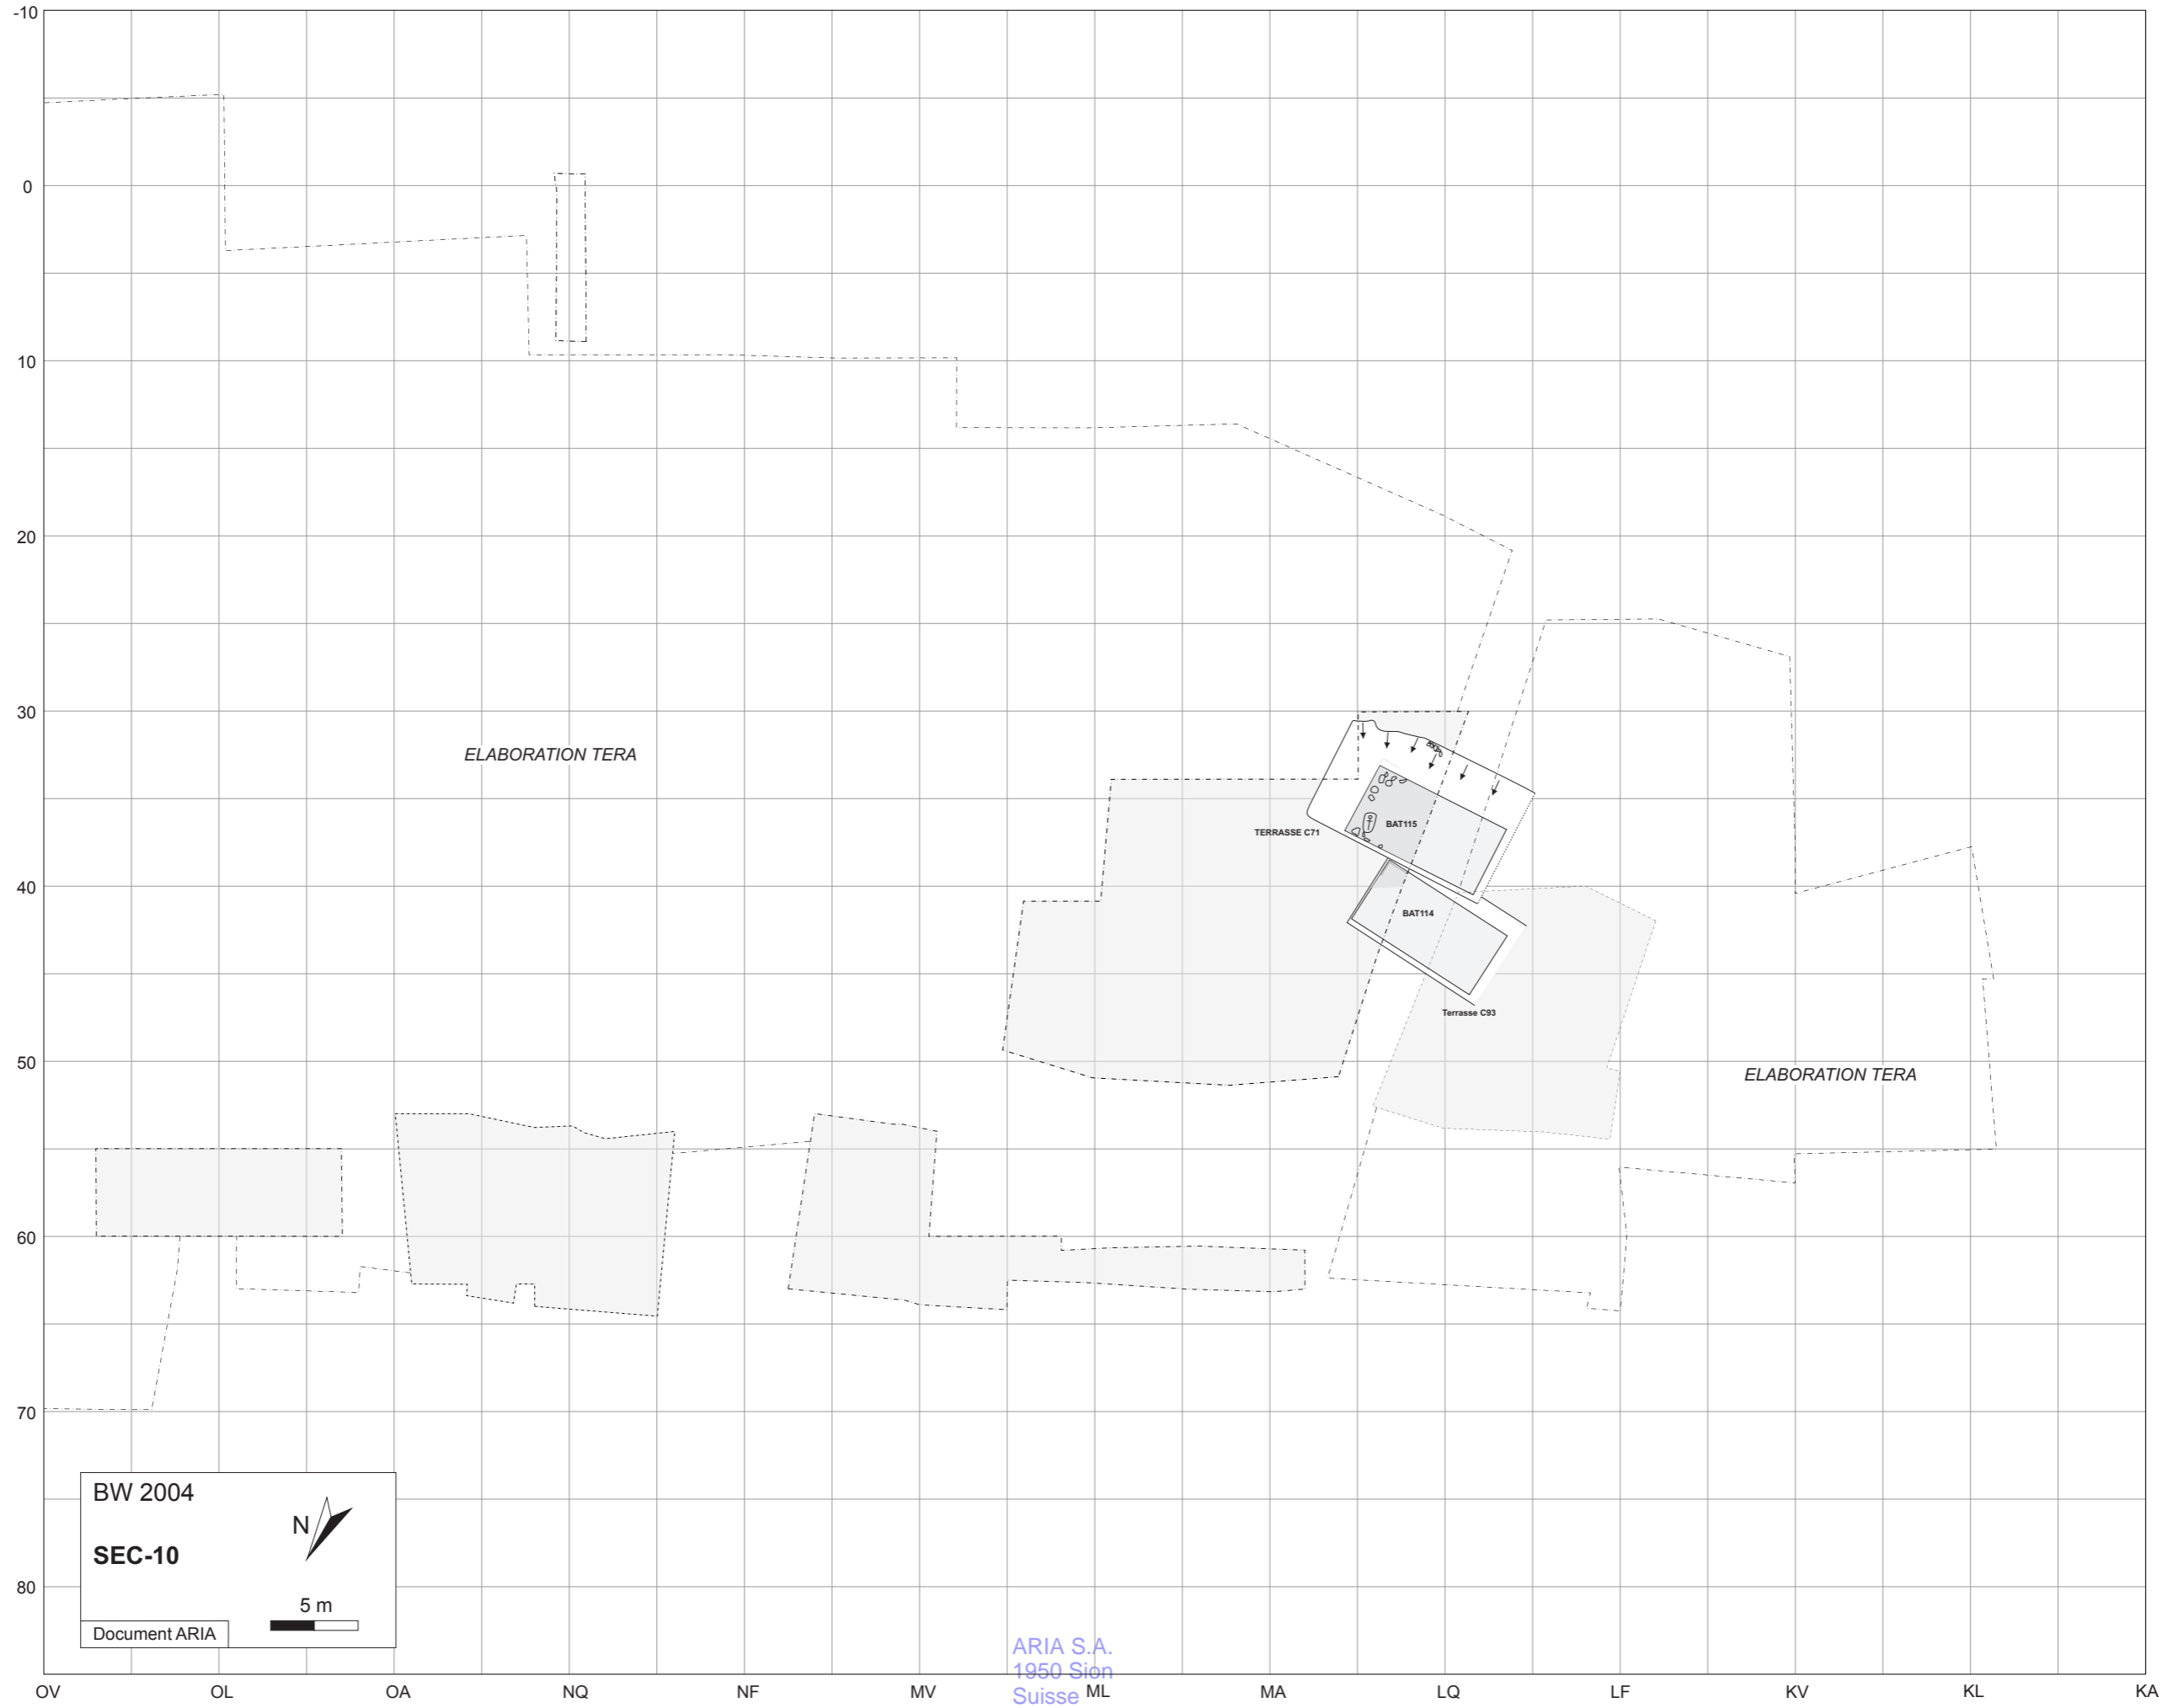 -10
0
10
20
30
ELABORATION TERA
BAT115
TERRASSE C71
40
BAT114
Terrasse C93
50
ELABORATION TERA
60
70
BW 2004
N
SEC-10
80
5 m
Document ARIA
ARIA S.A.
1950 Sion
Suisse
OV OL OA NQ NF MV ML MA LQ LF KV KL KA